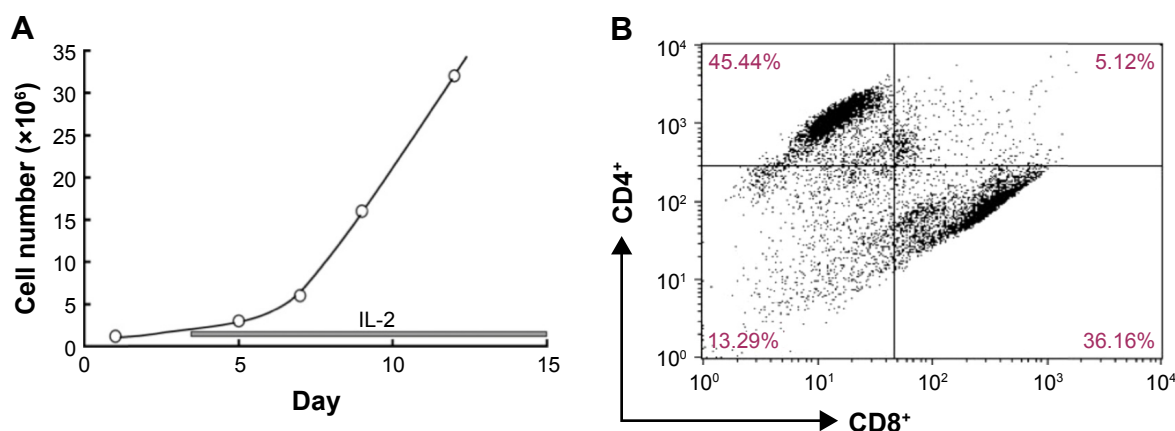 A
35
30
25
20
15
10
5
0
Cell number (×10⁶)
IL-2
0 5 10 15
Day
B
10⁴
10³
10²
10¹
10⁰
CD4⁺
45.44% 5.12%
13.29% 36.16%
10⁰ 10¹ 10² 10³ 10⁴
CD8⁺